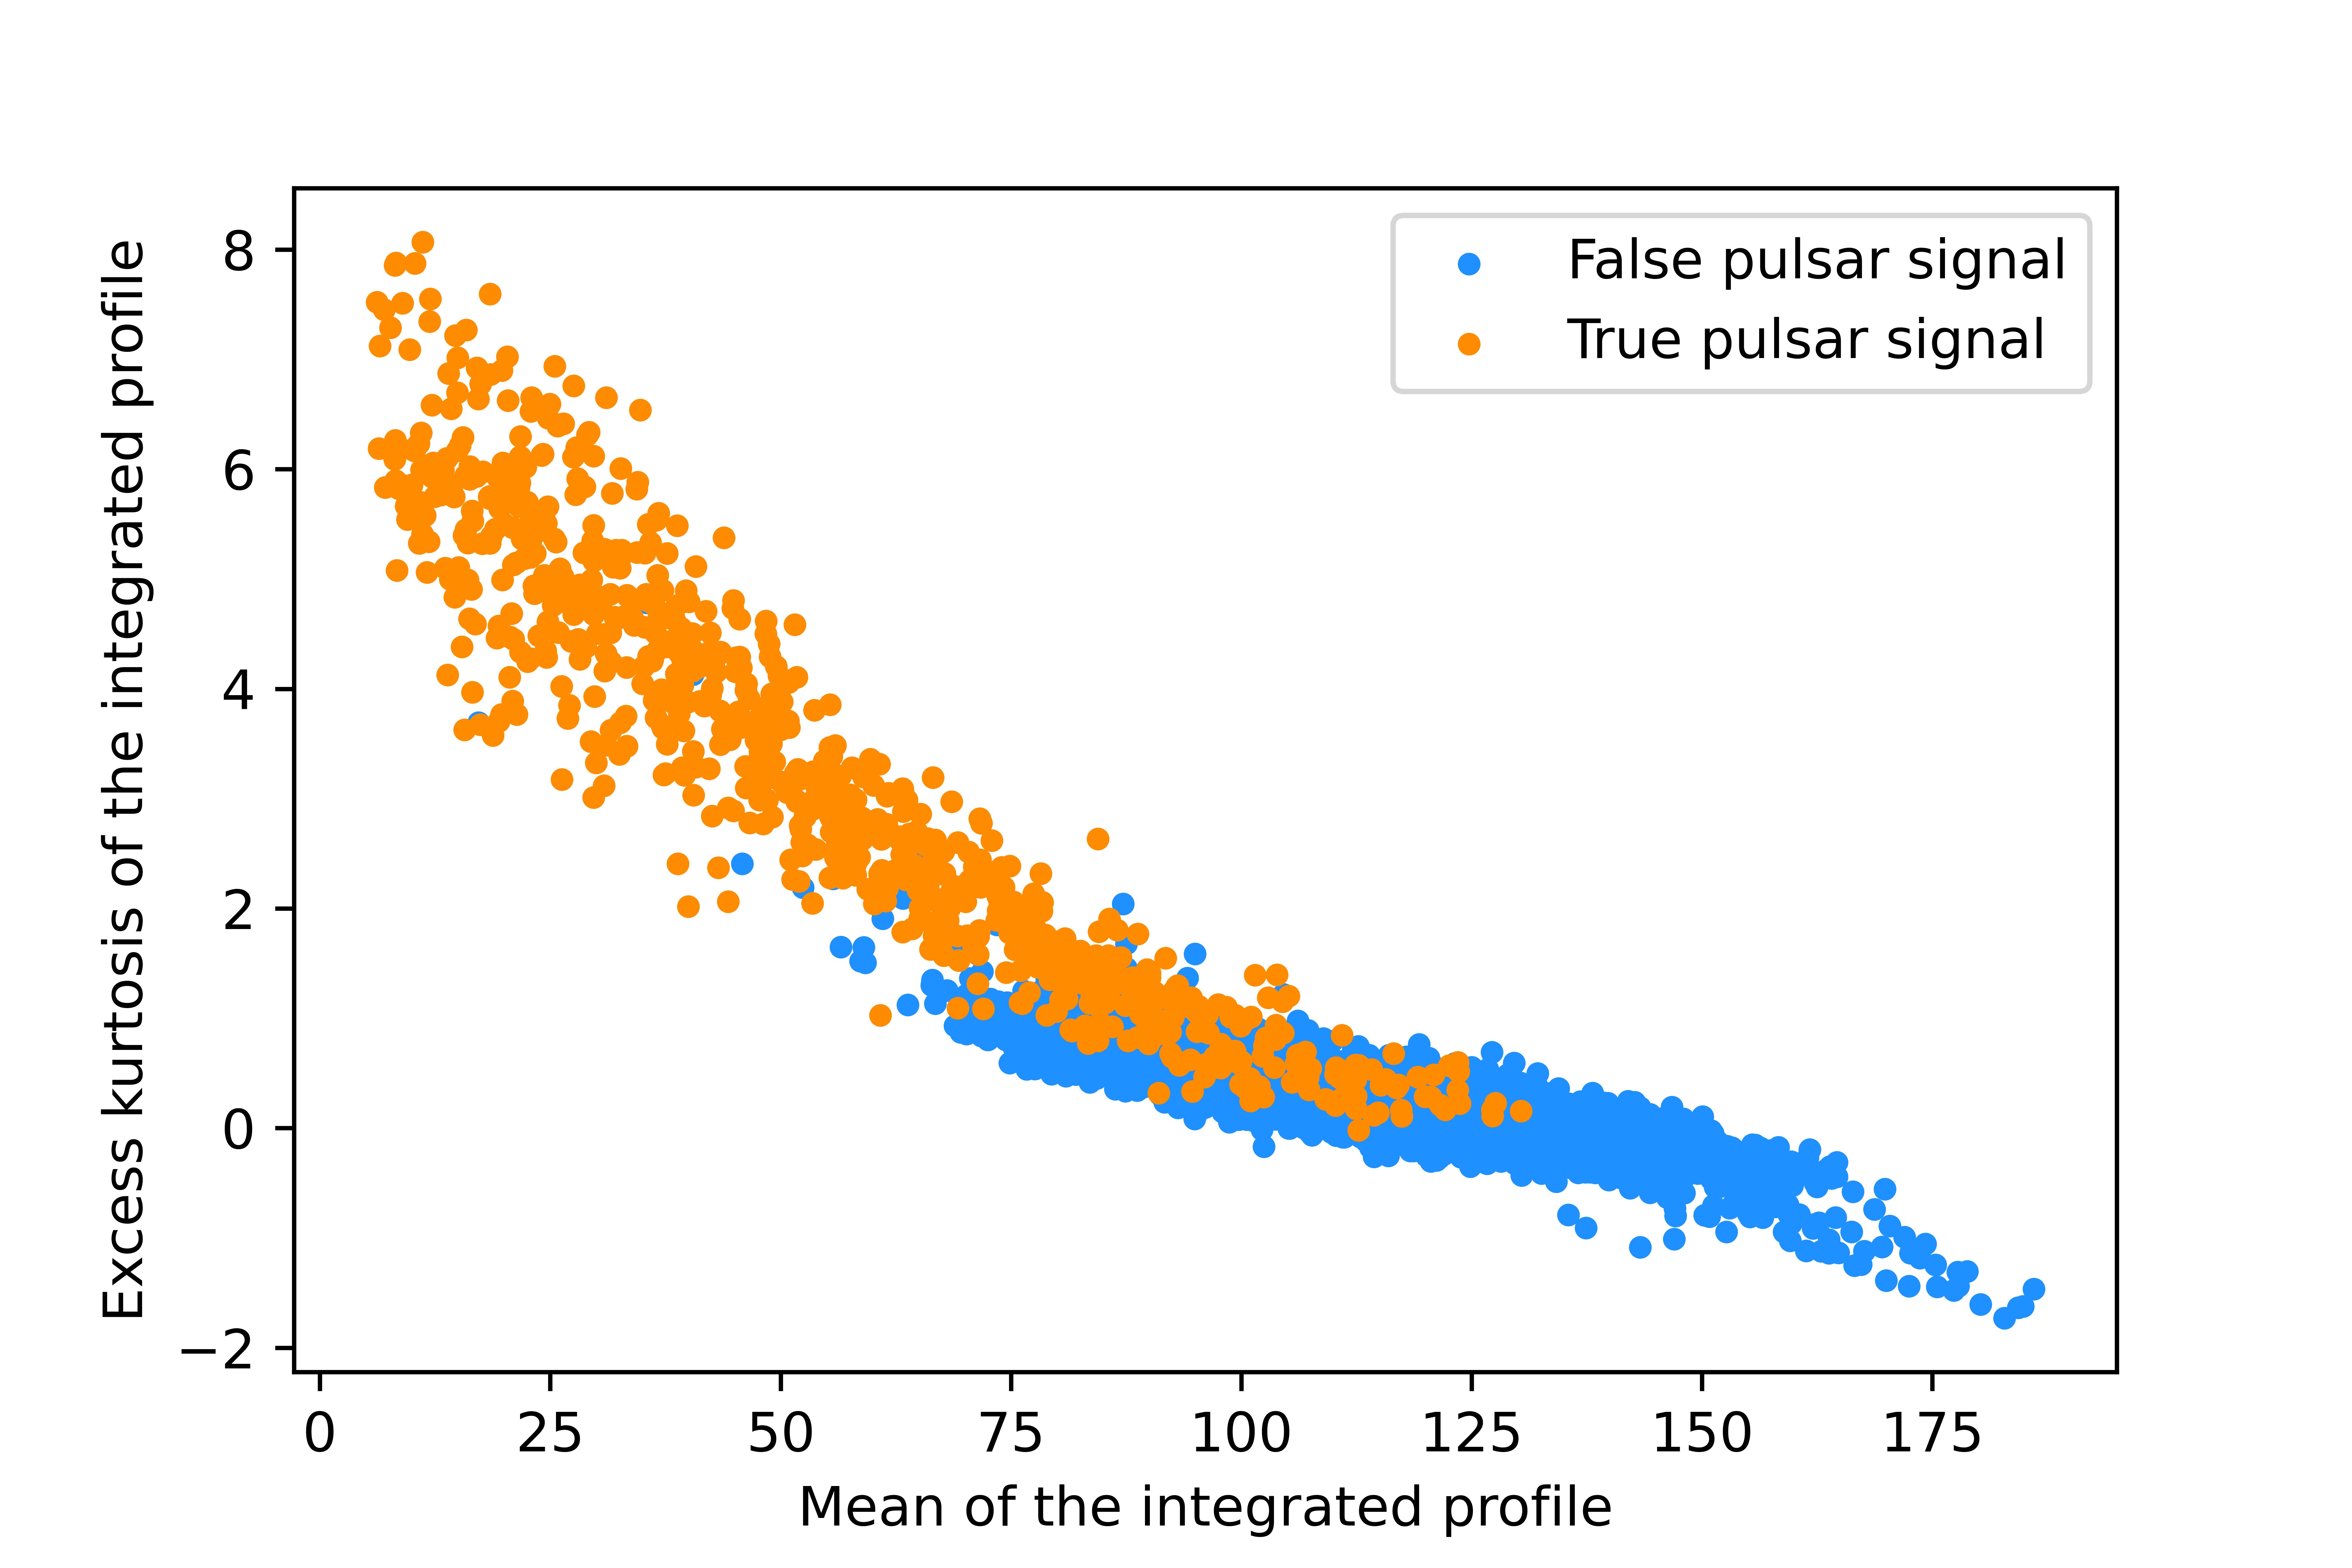 False pulsar signal
True pulsar signal
Excess kurtosis of the integrated profile
8
6
4
2
0
−2
0 25 50 75 100 125 150 175
Mean of the integrated profile